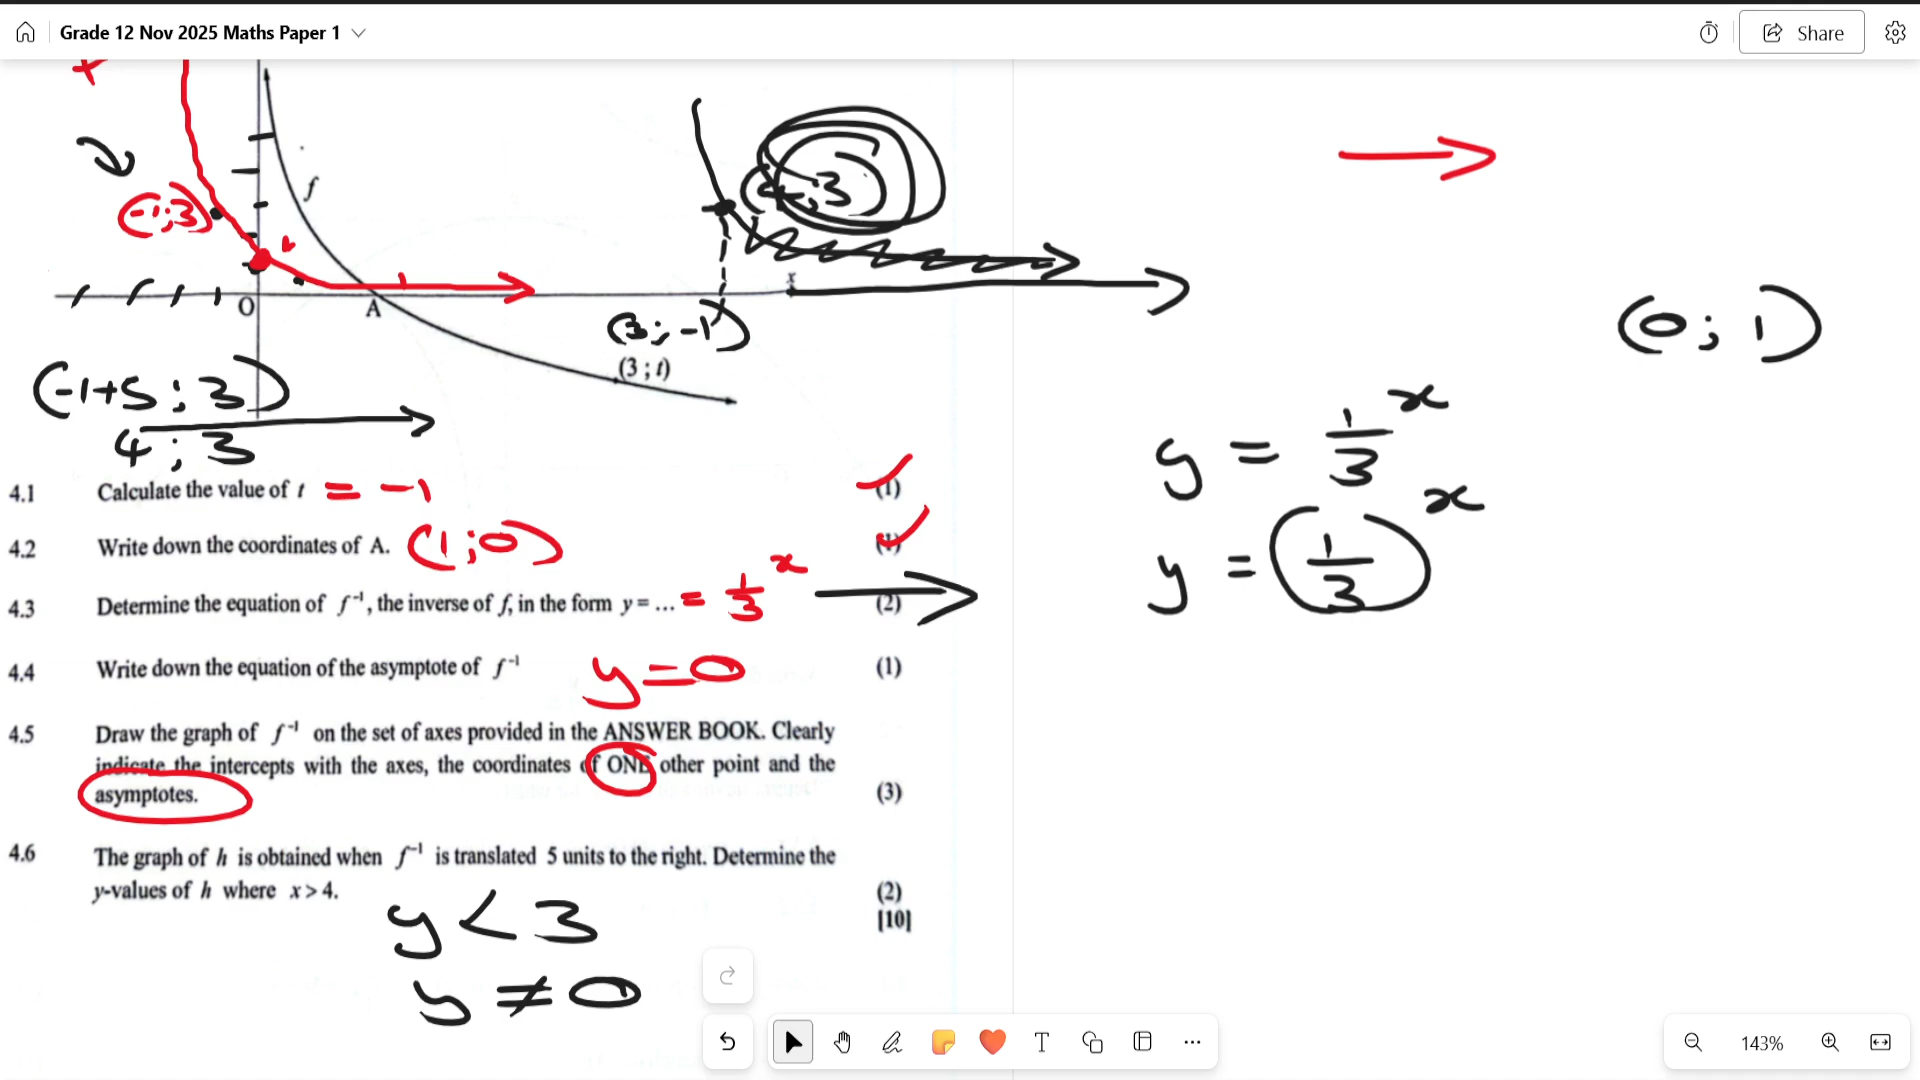 Grade 12 Nov 2025 Maths Paper 1
Share
f
(-1;3)
1
(4;3
x
O
A
(3;-1)
(3 ; t)
(-1+5;3)
4;3
(0;1)
y = 1/3^x
y = (1/3)^x
4.1 Calculate the value of t = -1 (1)
4.2 Write down the coordinates of A. (1;0) (1)
4.3 Determine the equation of f⁻¹, the inverse of f, in the form y = ... = 1/3^x (2)
4.4 Write down the equation of the asymptote of f⁻¹ y=0 (1)
4.5 Draw the graph of f⁻¹ on the set of axes provided in the ANSWER BOOK. Clearly
indicate the intercepts with the axes, the coordinates of ONE other point and the
asymptotes. (3)
4.6 The graph of h is obtained when f⁻¹ is translated 5 units to the right. Determine the
y-values of h where x > 4. (2)
[10]
y < 3
y ≠ 0
143%